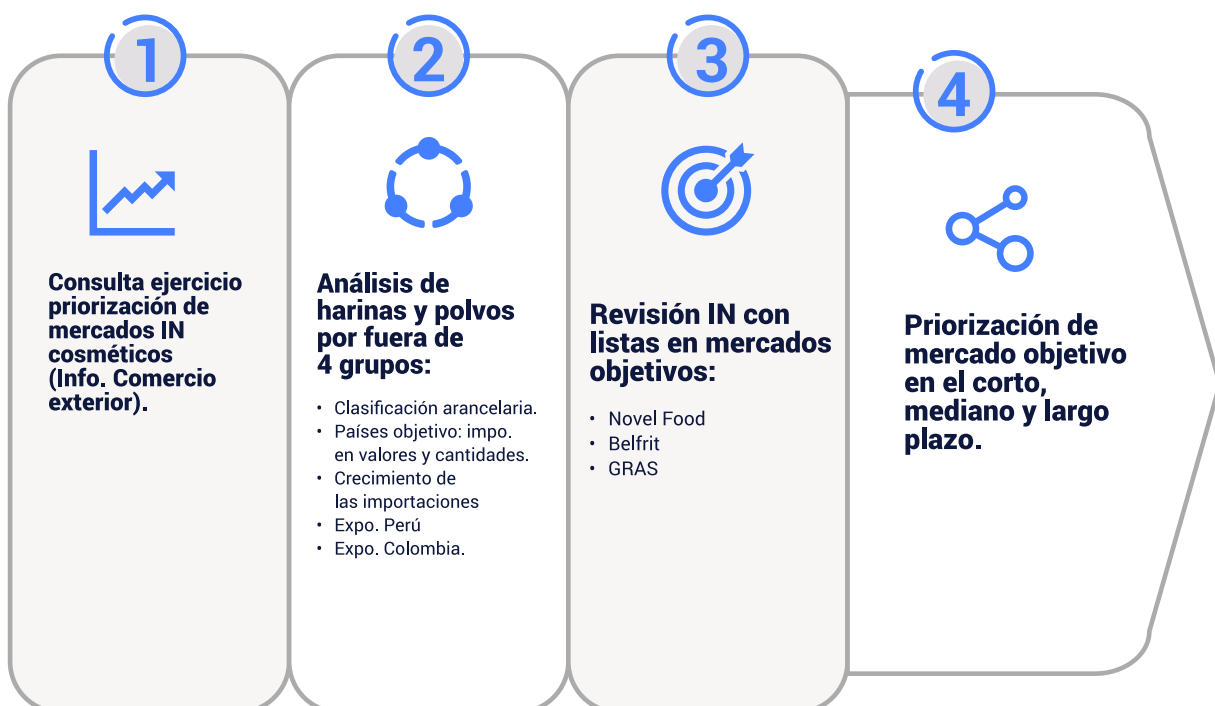 1
Consulta ejercicio
priorización de
mercados IN
cosméticos
(Info. Comercio
exterior).
2
Análisis de
harinas y polvos
por fuera de
4 grupos:
• Clasificación arancelaria.
• Países objetivo: impo.
en valores y cantidades.
• Crecimiento de
las importaciones
• Expo. Perú
• Expo. Colombia.
3
Revisión IN con
listas en mercados
objetivos:
• Novel Food
• Belfrit
• GRAS
4
Priorización de
mercado objetivo
en el corto,
mediano y largo
plazo.